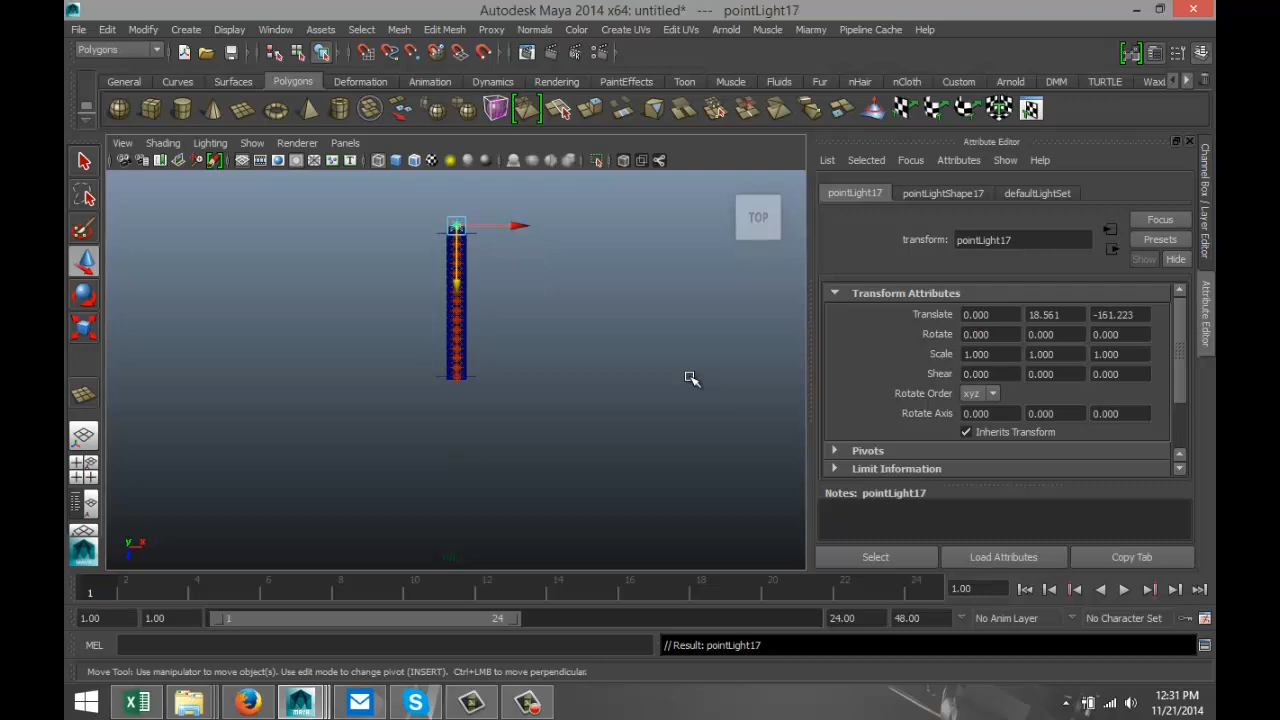 Autodesk Maya 2014 x64: untitled* --- pointLight17
File Edit Modify Create Display Window Assets Select Mesh Edit Mesh Proxy Normals Color Create UVs Edit UVs Arnold Muscle Pipeline Cache Help
Polygons
General Curves Surfaces Polygons Deformation Animation Dynamics Rendering PaintEffects Toon Muscle Fluids Fur nHair nCloth Custom Arnold DMM TURTLE Waxl
View Shading Lighting Show Renderer Panels
TOP
y x
Attribute Editor
List Selected Focus Attributes Show Help
pointLight17 pointLightShape17 defaultLightSet
Focus
transform: pointLight17
Presets
Show Hide
Transform Attributes
Translate 0.000 18.561 -161.223
Rotate 0.000 0.000 0.000
Scale 1.000 1.000 1.000
Shear 0.000 0.000 0.000
Rotate Order xyz
Rotate Axis 0.000 0.000 0.000
Inherits Transform
Pivots
Limit Information
Notes: pointLight17
Select Load Attributes Copy Tab
Channel Box / Layer Editor
Attribute Editor
2 4 6 8 10 12 14 16 18 20 22 24
1 1.00
1.00 1.00 1 24 24.00 48.00 No Anim Layer No Character Set
MEL // Result: pointLight17
Move Tool: Use manipulator to move object(s). Use edit mode to change pivot (INSERT). Ctrl+LMB to move perpendicular.
12:31 PM
11/21/2014